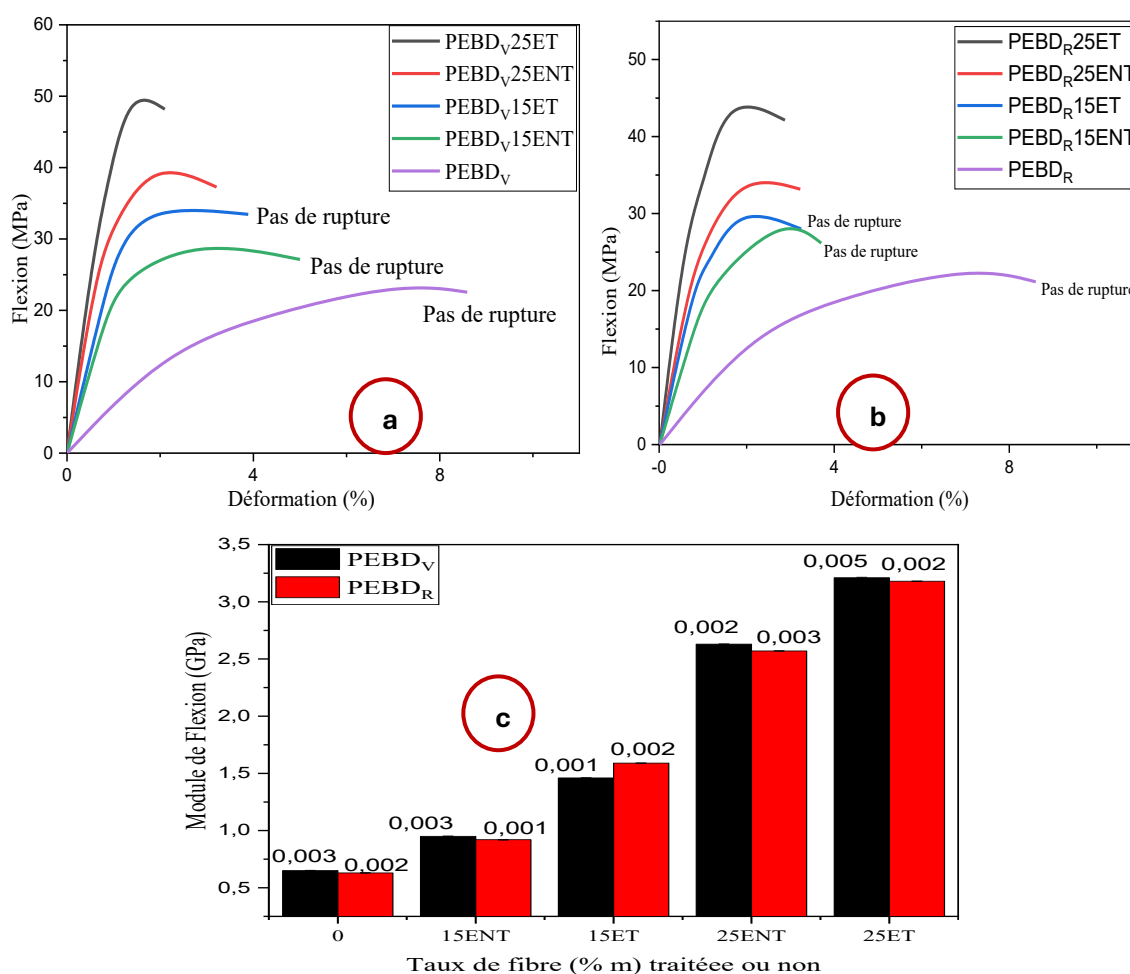 60
50
40
30
20
10
0
Flexion (MPa)
PEBDV25ET
PEBDV25ENT
PEBDV15ET
PEBDV15ENT
PEBDV
Pas de rupture
Pas de rupture
Pas de rupture
a
0
4
8
Déformation (%)
50
40
30
20
10
0
Flexion (MPa)
PEBDR25ET
PEBDR25ENT
PEBDR15ET
PEBDR15ENT
PEBDR
Pas de rupture
Pas de rupture
Pas de rupture
b
-0
4
8
Déformation (%)
3,5
3,0
2,5
2,0
1,5
1,0
0,5
Module de Flexion (GPa)
PEBDV
PEBDR
c
0,003
0,002
0,003
0,001
0,001
0,002
0,002
0,003
0,005
0,002
0
15ENT
15ET
25ENT
25ET
Taux de fibre (% m) traitéee ou non